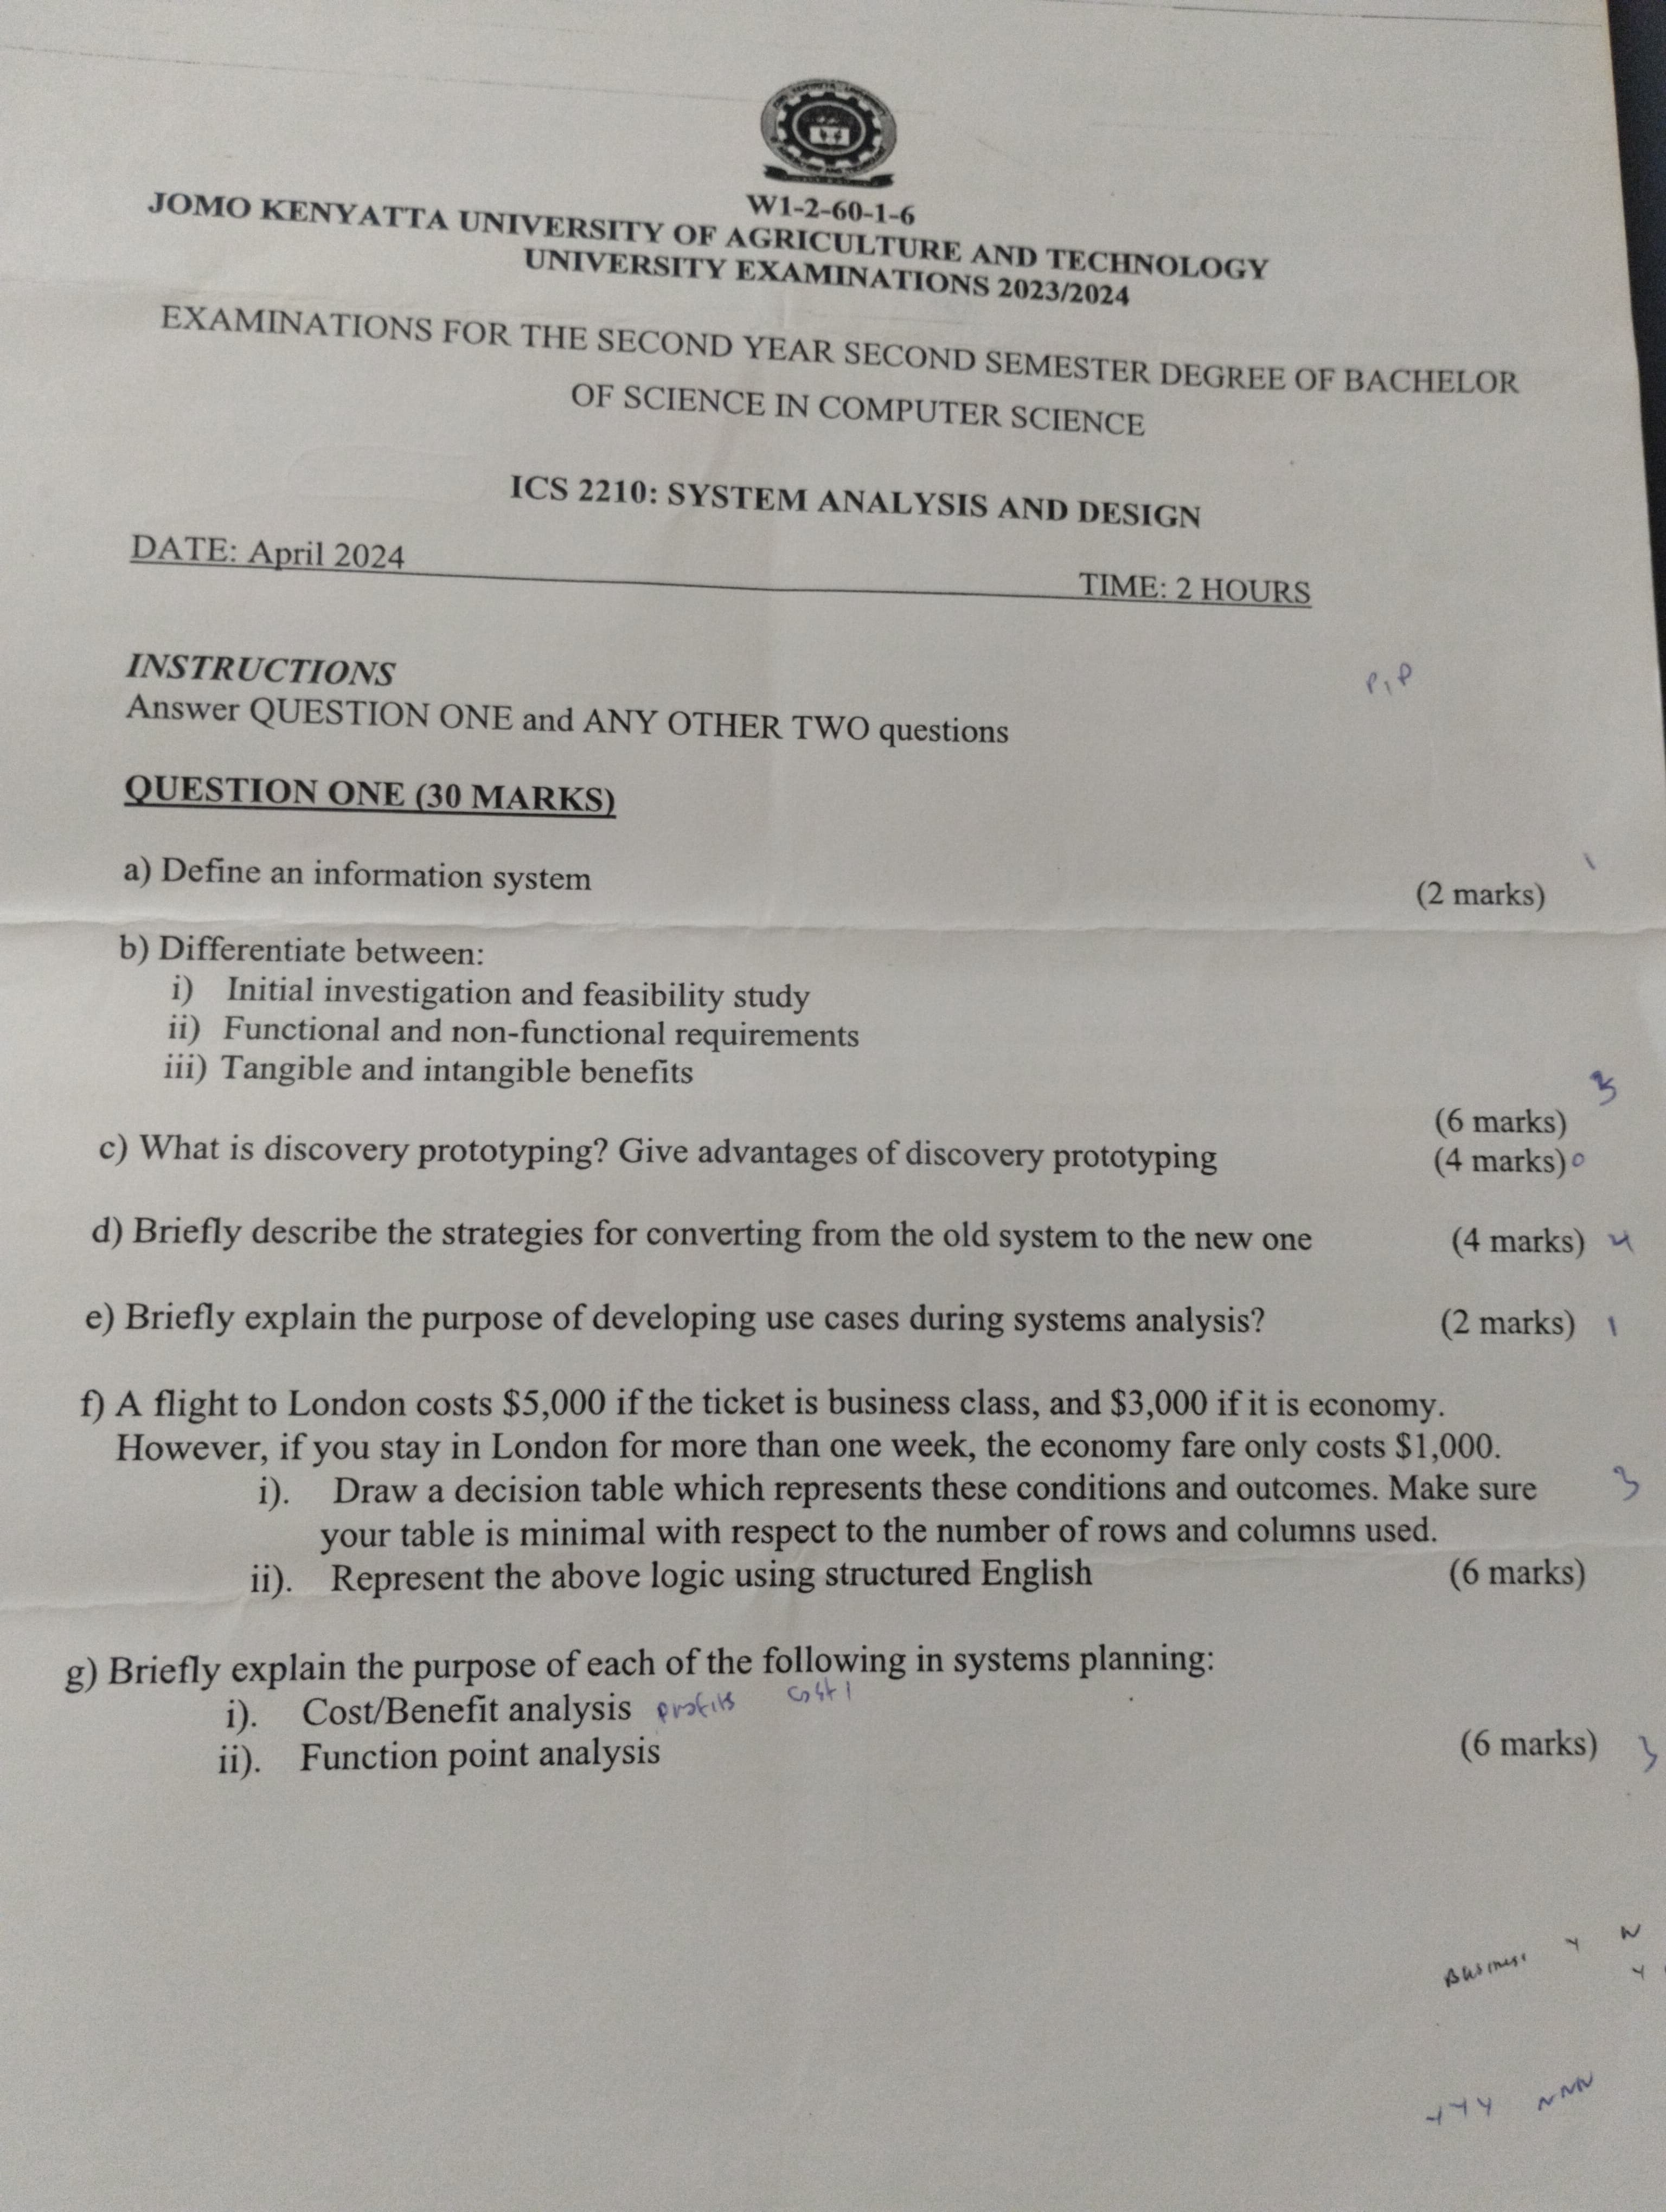 W1-2-60-1-6
JOMO KENYATTA UNIVERSITY OF AGRICULTURE AND TECHNOLOGY
UNIVERSITY EXAMINATIONS 2023/2024
EXAMINATIONS FOR THE SECOND YEAR SECOND SEMESTER DEGREE OF BACHELOR
OF SCIENCE IN COMPUTER SCIENCE
ICS 2210: SYSTEM ANALYSIS AND DESIGN
DATE: April 2024 TIME: 2 HOURS
INSTRUCTIONS
P,P
Answer QUESTION ONE and ANY OTHER TWO questions
QUESTION ONE (30 MARKS)
a) Define an information system (2 marks) \
b) Differentiate between:
i) Initial investigation and feasibility study
ii) Functional and non-functional requirements
iii) Tangible and intangible benefits
(6 marks)
c) What is discovery prototyping? Give advantages of discovery prototyping (4 marks) 0
d) Briefly describe the strategies for converting from the old system to the new one (4 marks) 4
e) Briefly explain the purpose of developing use cases during systems analysis? (2 marks) 1
f) A flight to London costs $5,000 if the ticket is business class, and $3,000 if it is economy.
However, if you stay in London for more than one week, the economy fare only costs $1,000.
i). Draw a decision table which represents these conditions and outcomes. Make sure 3
your table is minimal with respect to the number of rows and columns used.
ii). Represent the above logic using structured English (6 marks)
g) Briefly explain the purpose of each of the following in systems planning:
i). Cost/Benefit analysis profits cost
ii). Function point analysis (6 marks) 3
Business Y N
Y
Y Y Y N N N